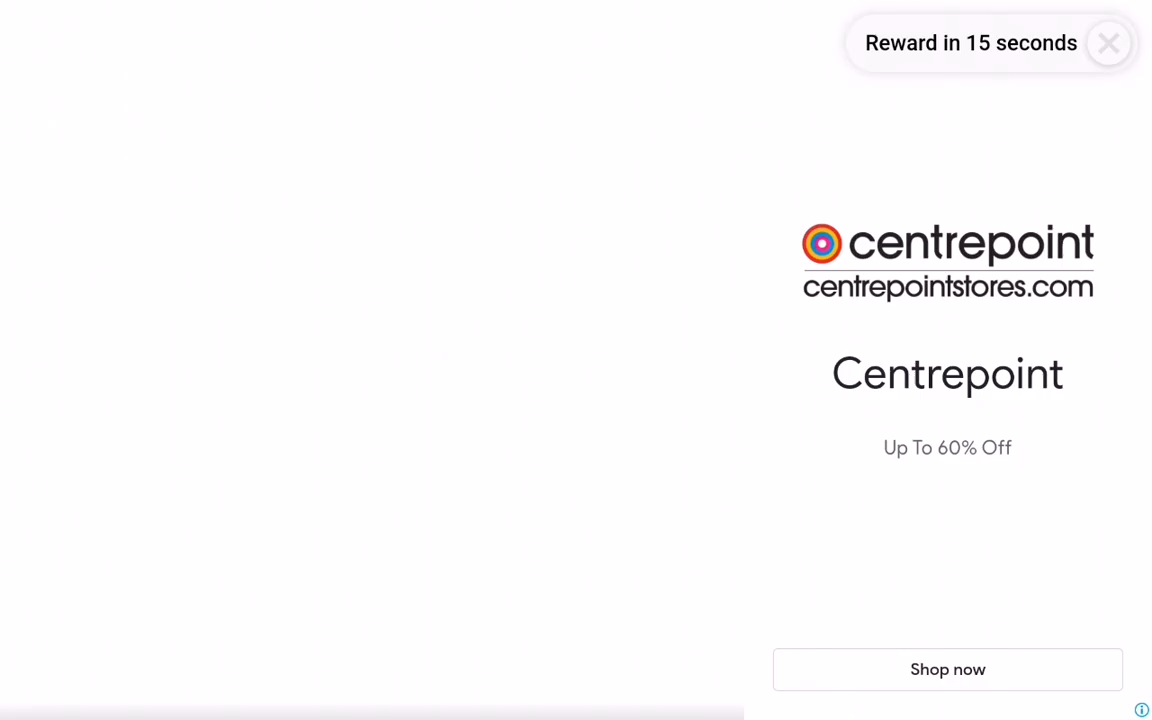 Reward in 15 seconds
centrepoint
centrepointstores.com
Centrepoint
Up To 60% Off
Shop now